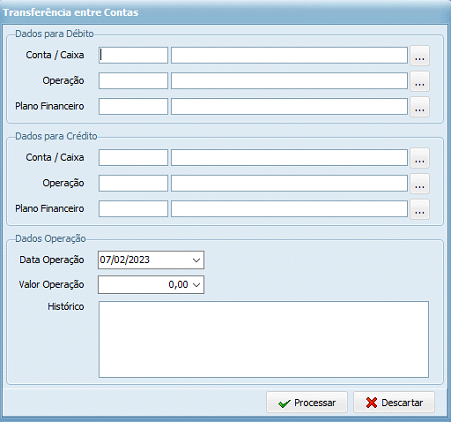 Transferência entre Contas
Dados para Débito
Conta / Caixa
...
Operação
...
Plano Financeiro
...
Dados para Crédito
Conta / Caixa
...
Operação
...
Plano Financeiro
...
Dados Operação
Data Operação 07/02/2023
Valor Operação 0,00
Histórico
Processar Descartar